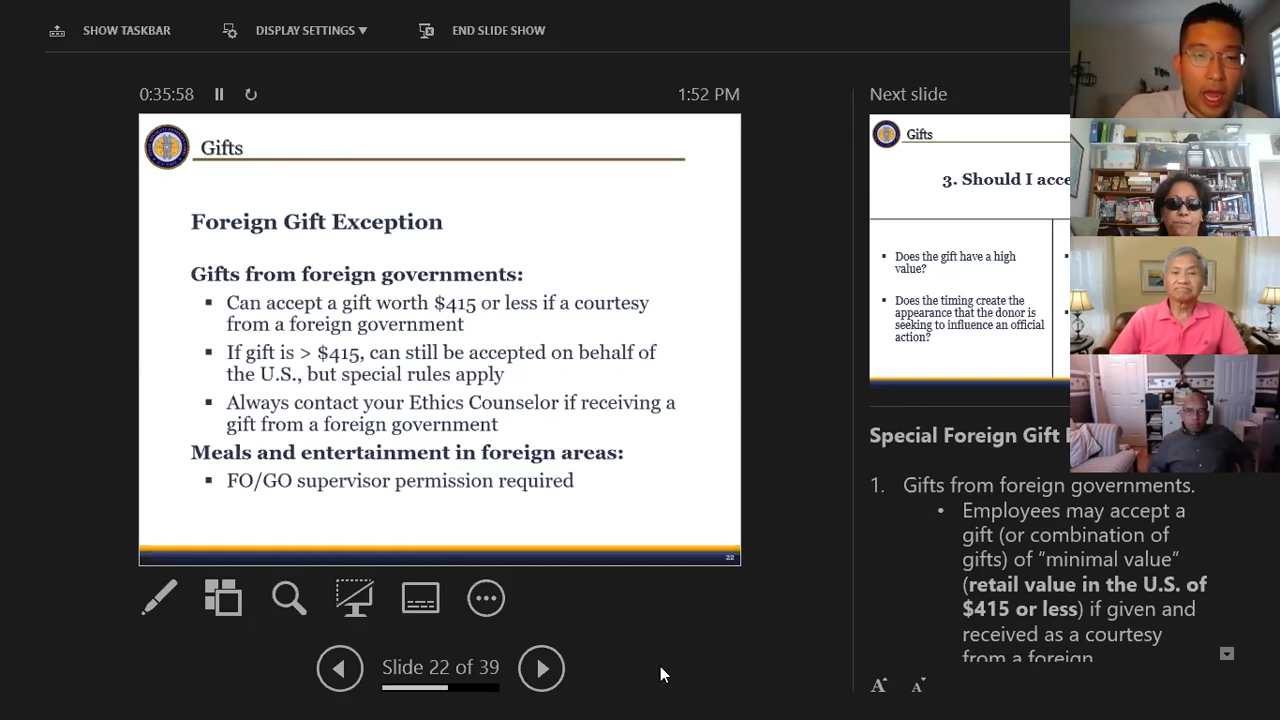 SHOW TASKBAR
DISPLAY SETTINGS ▼
END SLIDE SHOW
0:35:58
1:52 PM
Gifts
Foreign Gift Exception
Gifts from foreign governments:
▪ Can accept a gift worth $415 or less if a courtesy
from a foreign government
▪ If gift is > $415, can still be accepted on behalf of
the U.S., but special rules apply
▪ Always contact your Ethics Counselor if receiving a
gift from a foreign government
Meals and entertainment in foreign areas:
▪ FO/GO supervisor permission required
22
Slide 22 of 39
Next slide
Gifts
3. Should I acce
▪ Does the gift have a high
value?
▪ Does the timing create the
appearance that the donor is
seeking to influence an official
action?
Special Foreign Gift
1. Gifts from foreign governments.
• Employees may accept a
gift (or combination of
gifts) of “minimal value”
(retail value in the U.S. of
$415 or less) if given and
received as a courtesy
from a foreign
A A